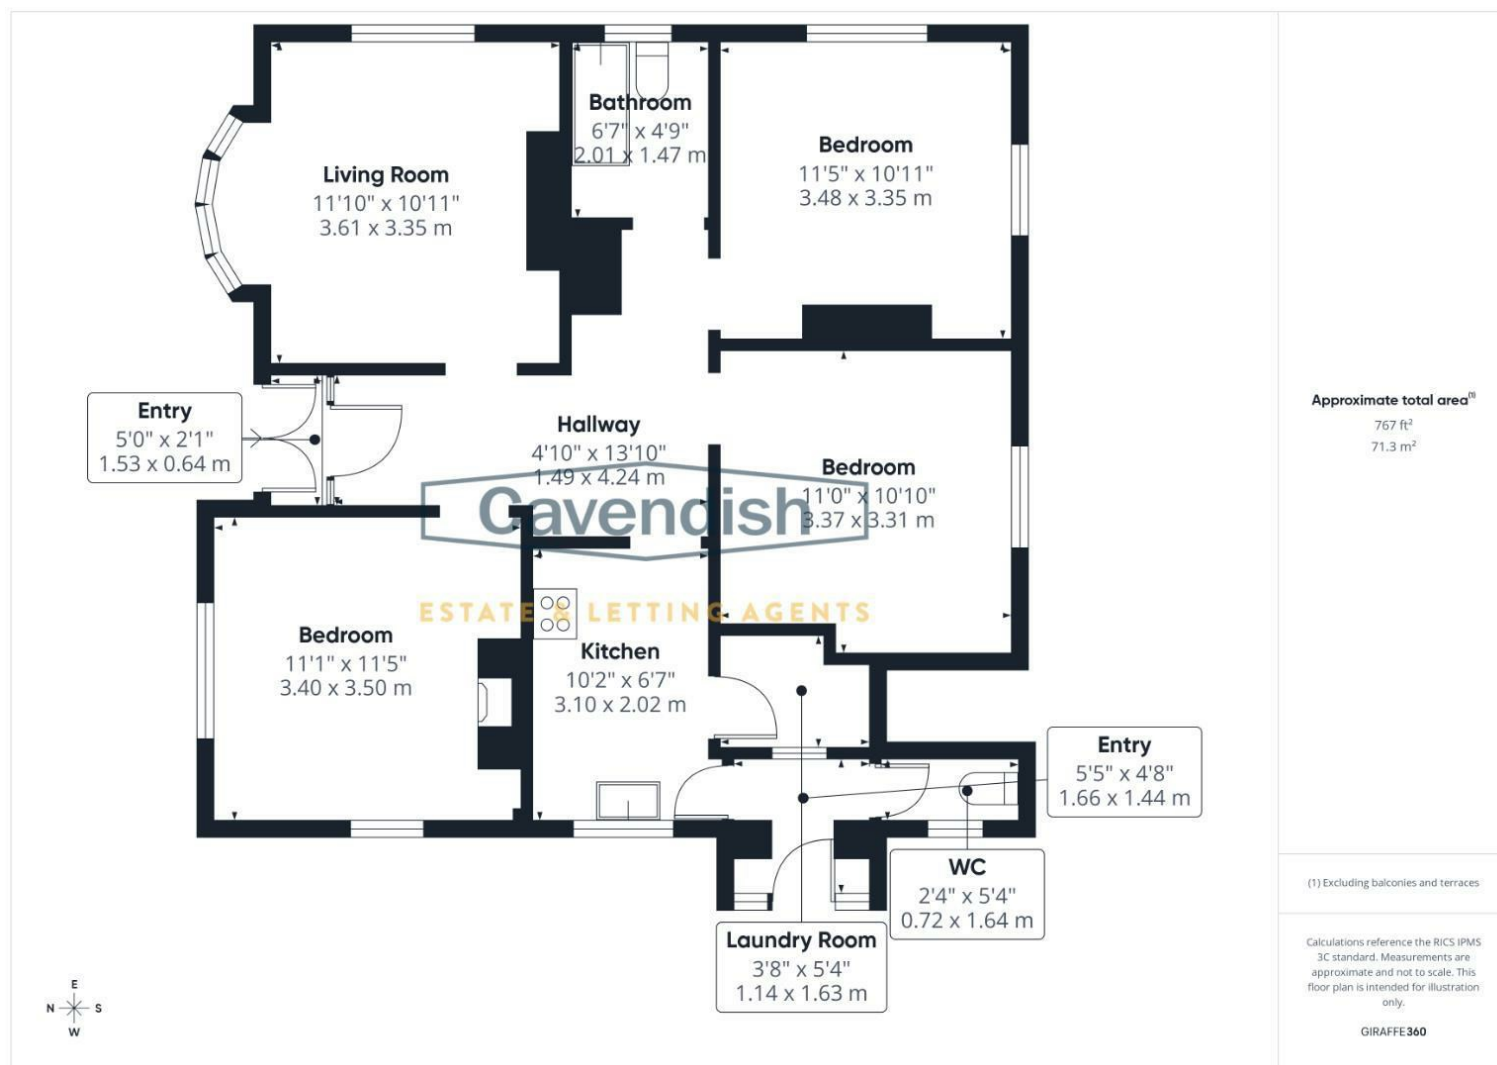 Living Room
11'10" x 10'11"
3.61 x 3.35 m
Bathroom
6'7" x 4'9"
2.01 x 1.47 m
Bedroom
11'5" x 10'11"
3.48 x 3.35 m
Entry
5'0" x 2'1"
1.53 x 0.64 m
Hallway
4'10" x 13'10"
1.49 x 4.24 m
Bedroom
11'0" x 10'10"
3.37 x 3.31 m
Cavendish
ESTATE & LETTING AGENTS
Bedroom
11'1" x 11'5"
3.40 x 3.50 m
Kitchen
10'2" x 6'7"
3.10 x 2.02 m
Entry
5'5" x 4'8"
1.66 x 1.44 m
WC
2'4" x 5'4"
0.72 x 1.64 m
Laundry Room
3'8" x 5'4"
1.14 x 1.63 m
E
N S
W
Approximate total area(1)
767 ft²
71.3 m²
(1) Excluding balconies and terraces
Calculations reference the RICS IPMS
3C standard. Measurements are
approximate and not to scale. This
floor plan is intended for illustration
only.
GIRAFFE360